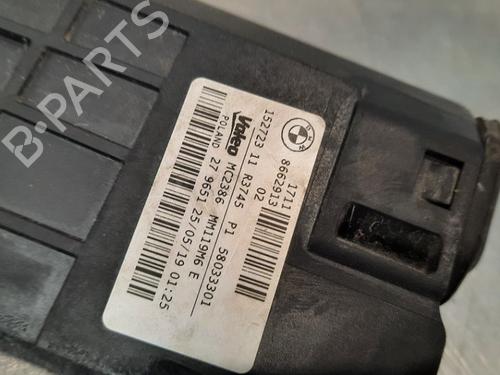 B-PARTS
BMW
1711
8662913 02
152723 11 R3745 P1 58033301
Valeo MC2386 MM119M6 E
POLAND 27 9651 25/05/19 01:25